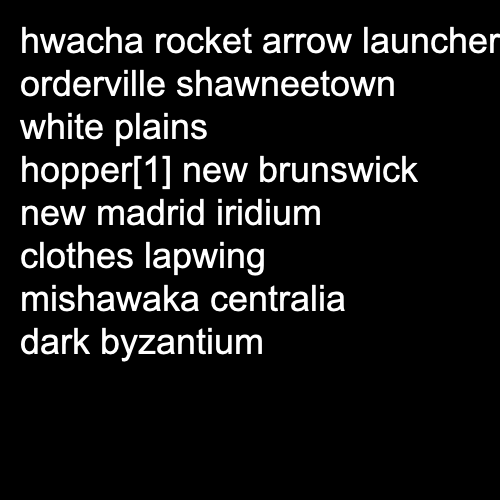 hwacha rocket arrow launcher
orderville shawneetown
white plains
hopper[1] new brunswick
new madrid iridium
clothes lapwing
mishawaka centralia
dark byzantium